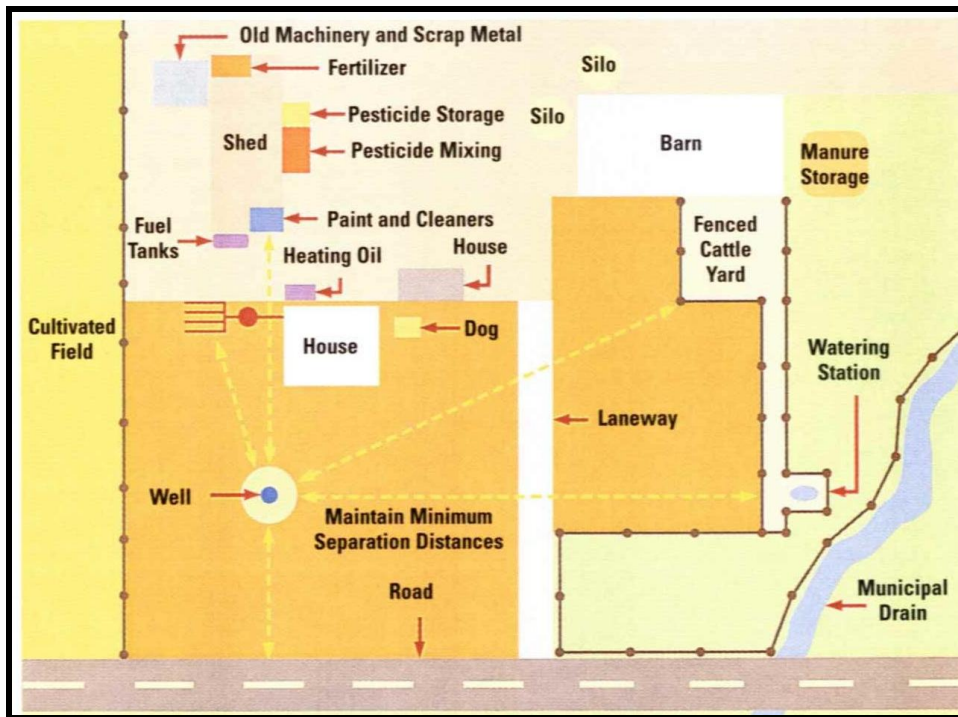 Old Machinery and Scrap Metal
Fertilizer
Silo
Pesticide Storage
Silo
Shed
Barn
Pesticide Mixing
Manure
Storage
Paint and Cleaners
Fuel
Tanks
Fenced
Cattle
Yard
Heating Oil
House
Cultivated
Field
House
Dog
Watering
Station
Laneway
Well
Maintain Minimum
Separation Distances
Road
Municipal
Drain